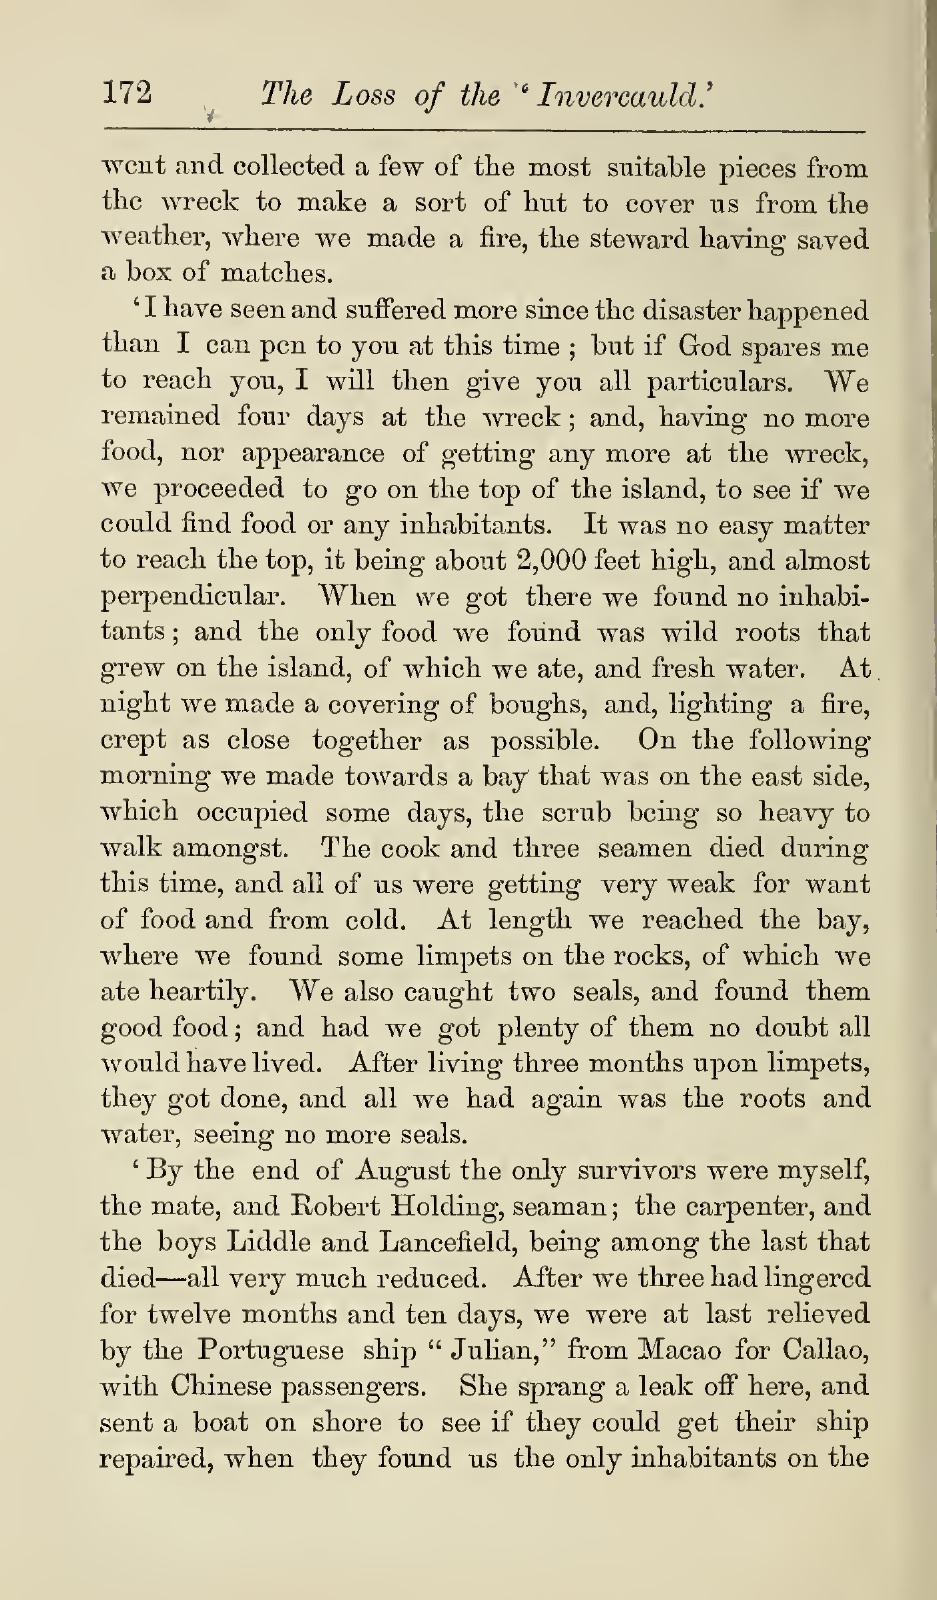 172 The Loss of the ‘ Invercauld.’
went and collected a few of the most suitable pieces from
the wreck to make a sort of hut to cover us from the
weather, where we made a fire, the steward having saved
a box of matches.
‘ I have seen and suffered more since the disaster happened
than I can pen to you at this time ; but if God spares me
to reach you, I will then give you all particulars. We
remained four days at the wreck ; and, having no more
food, nor appearance of getting any more at the wreck,
we proceeded to go on the top of the island, to see if we
could find food or any inhabitants. It was no easy matter
to reach the top, it being about 2,000 feet high, and almost
perpendicular. When we got there we found no inhabi-
tants ; and the only food we found was wild roots that
grew on the island, of which we ate, and fresh water. At
night we made a covering of boughs, and, lighting a fire,
crept as close together as possible. On the following
morning we made towards a bay that was on the east side,
which occupied some days, the scrub being so heavy to
walk amongst. The cook and three seamen died during
this time, and all of us were getting very weak for want
of food and from cold. At length we reached the bay,
where we found some limpets on the rocks, of which we
ate heartily. We also caught two seals, and found them
good food ; and had we got plenty of them no doubt all
would have lived. After living three months upon limpets,
they got done, and all we had again was the roots and
water, seeing no more seals.
‘ By the end of August the only survivors were myself,
the mate, and Robert Holding, seaman ; the carpenter, and
the boys Liddle and Lancefield, being among the last that
died—all very much reduced. After we three had lingered
for twelve months and ten days, we were at last relieved
by the Portuguese ship “ Julian,” from Macao for Callao,
with Chinese passengers. She sprang a leak off here, and
sent a boat on shore to see if they could get their ship
repaired, when they found us the only inhabitants on the